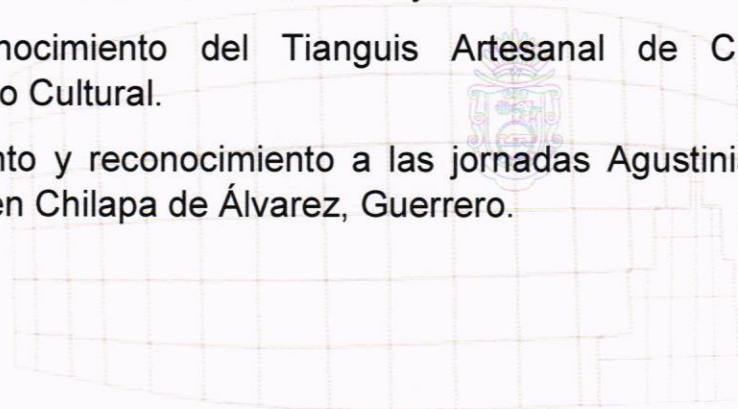 nocimiento del Tianguis Artesanal de C
o Cultural.
nto y reconocimiento a las jornadas Agustini
en Chilapa de Álvarez, Guerrero.